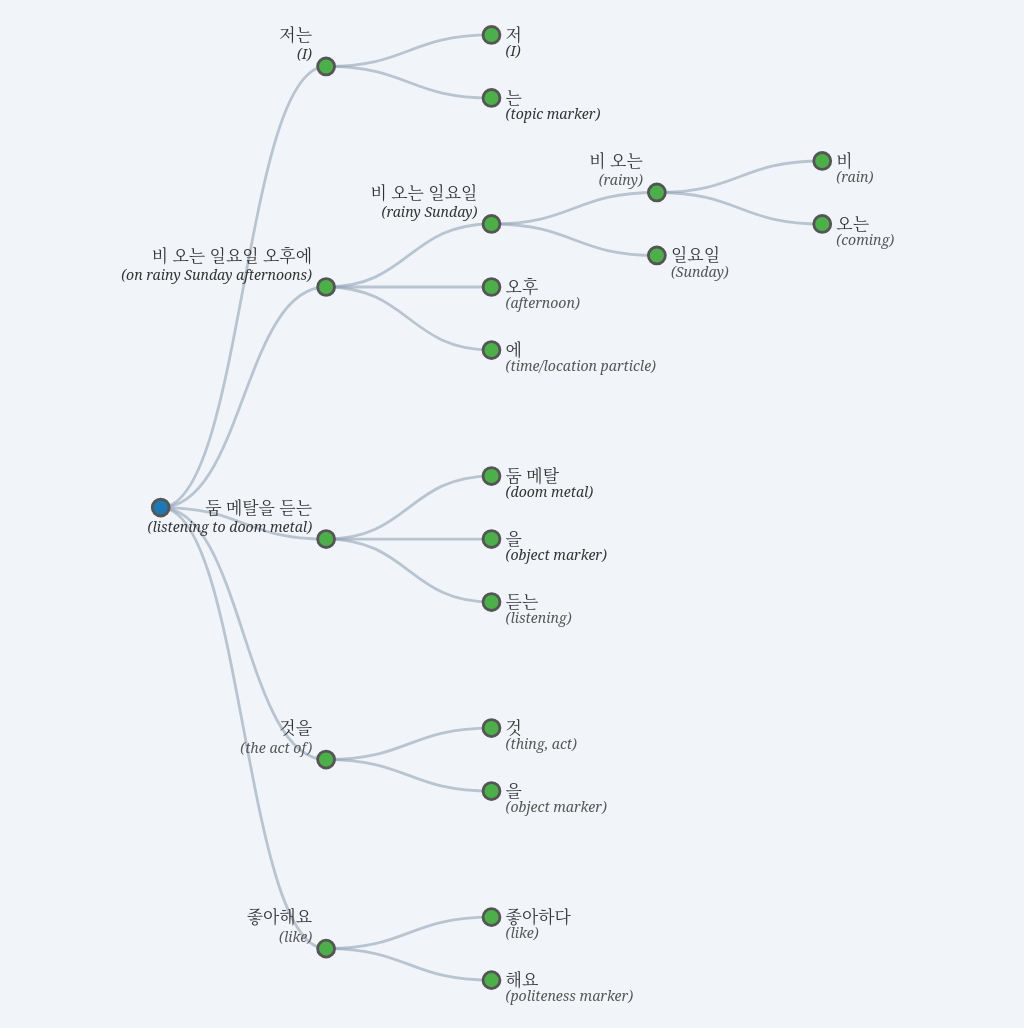 저는
(I)
저
(I)
는
(topic marker)
비 오는 일요일 오후에
(on rainy Sunday afternoons)
비 오는 일요일
(rainy Sunday)
비 오는
(rainy)
비
(rain)
오는
(coming)
일요일
(Sunday)
오후
(afternoon)
에
(time/location particle)
둠 메탈을 듣는
(listening to doom metal)
둠 메탈
(doom metal)
을
(object marker)
듣는
(listening)
것을
(the act of)
것
(thing, act)
을
(object marker)
좋아해요
(like)
좋아하다
(like)
해요
(politeness marker)